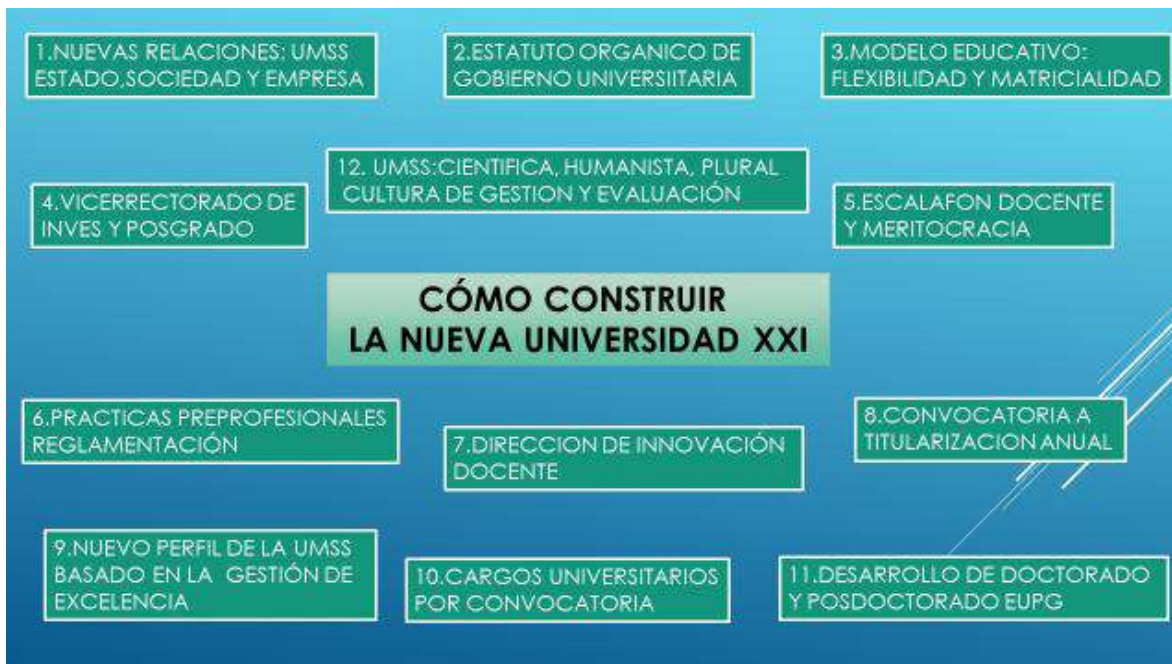 1.NUEVAS RELACIONES: UMSS
ESTADO,SOCIEDAD Y EMPRESA
2.ESTATUTO ORGANICO DE
GOBIERNO UNIVERSIITARIA
3.MODELO EDUCATIVO:
FLEXIBILIDAD Y MATRICIALIDAD
12. UMSS:CIENTIFICA, HUMANISTA, PLURAL
CULTURA DE GESTION Y EVALUACIÓN
4.VICERRECTORADO DE
INVES Y POSGRADO
5.ESCALAFON DOCENTE
Y MERITOCRACIA
CÓMO CONSTRUIR
LA NUEVA UNIVERSIDAD XXI
6.PRACTICAS PREPROFESIONALES
REGLAMENTACIÓN
7.DIRECCION DE INNOVACIÓN
DOCENTE
8.CONVOCATORIA A
TITULARIZACION ANUAL
9.NUEVO PERFIL DE LA UMSS
BASADO EN LA GESTIÓN DE
EXCELENCIA
10.CARGOS UNIVERSITARIOS
POR CONVOCATORIA
11.DESARROLLO DE DOCTORADO
Y POSDOCTORADO EUPG